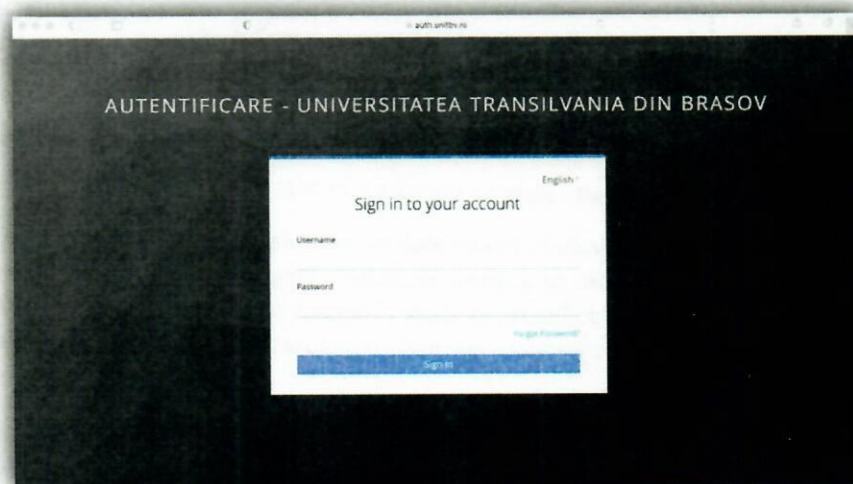 auth.unitbv.ro
AUTENTIFICARE - UNIVERSITATEA TRANSILVANIA DIN BRASOV
English
Sign in to your account
Username
Password
Forgot Password?
Sign In